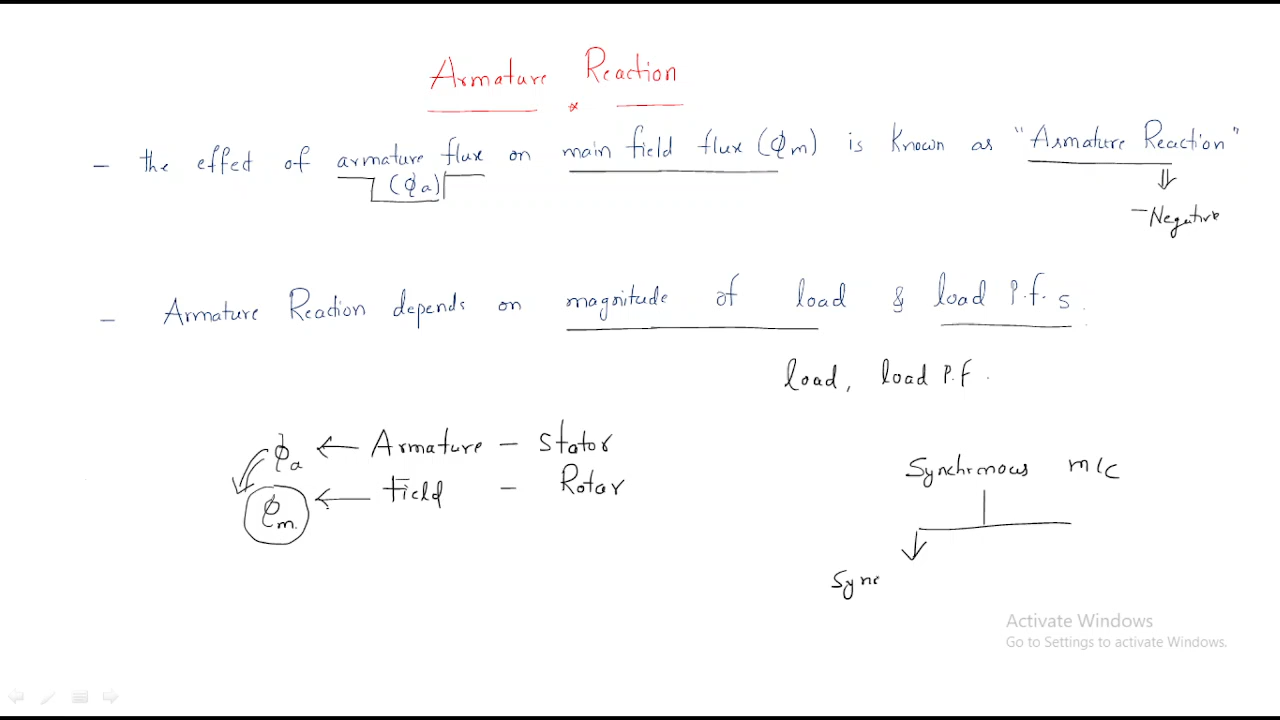 Armature Reaction
- the effect of armature flux on main field flux (φm) is known as "Armature Reaction"
(φa)
- Negative
- Armature Reaction depends on magnitude of load & load P.f.s.
load, load P.f.
φa ← Armature - Stator
φm ← Field - Rotor
Synchronous m/c
Sync
Activate Windows
Go to Settings to activate Windows.